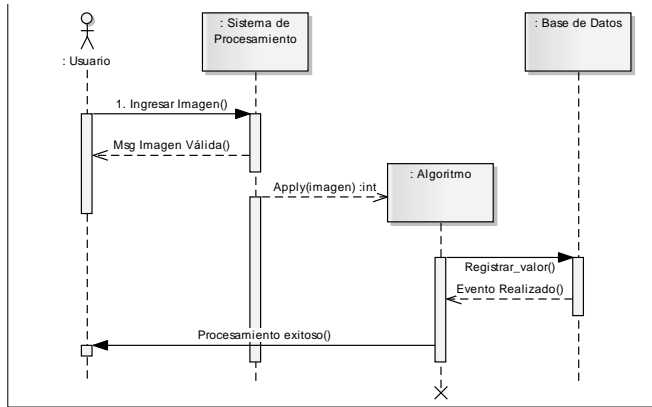 : Sistema de
Procesamiento
: Base de Datos
: Usuario
1. Ingresar Imagen()
Msg Imagen Válida()
: Algoritmo
Apply(imagen) :int
Registrar_valor()
Evento Realizado()
Procesamiento exitoso()